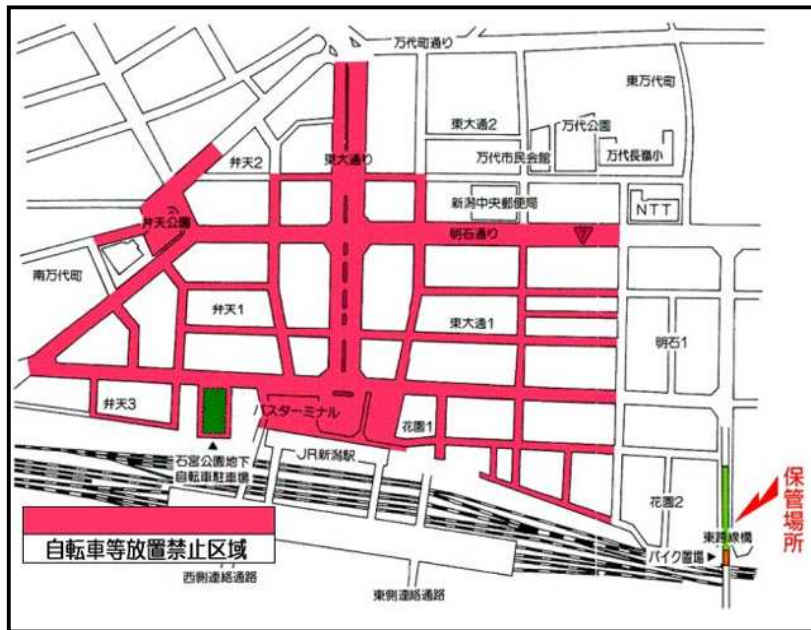 万代町通り
東万代町
東大通2
万代公園
弁天2
東大通り
万代市民会館
万代長嶺小
新潟中央郵便局
NTT
弁天公園
明石通り
南万代町
弁天1
東大通1
明石1
弁天3
バスターミナル
花園1
石宮公園地下
自転車駐車場
JR新潟駅
花園2
保管場所
東跨線橋
バイク置場
自転車等放置禁止区域
西側連絡通路
東側連絡通路